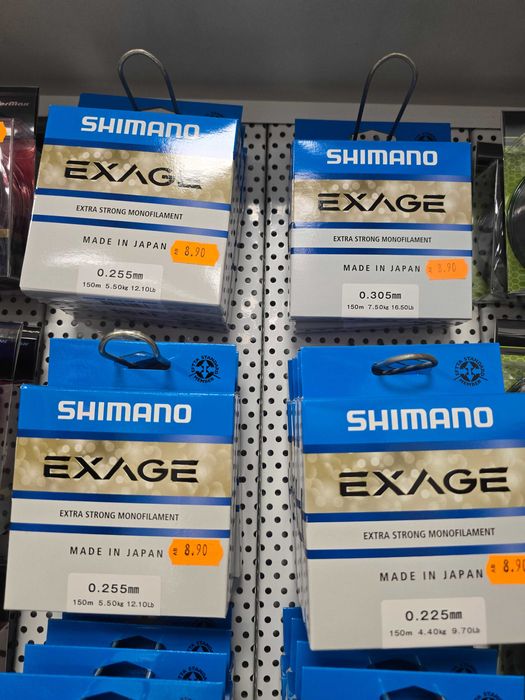 SHIMANO
EXAGE
EXTRA STRONG MONOFILAMENT
MADE IN JAPAN
8.90
0.255mm
150m 5.50kg 12.10Lb
SHIMANO
EXAGE
EXTRA STRONG MONOFILAMENT
MADE IN JAPAN
8.90
0.305mm
150m 7.50kg 16.50Lb
SHIMANO
EXAGE
EXTRA STRONG MONOFILAMENT
MADE IN JAPAN
8.90
0.255mm
150m 5.50kg 12.10Lb
SHIMANO
EXAGE
EXTRA STRONG MONOFILAMENT
MADE IN JAPAN
8.90
0.225mm
150m 4.40kg 9.70Lb